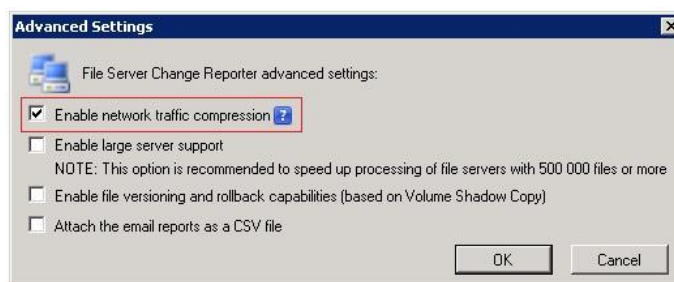 Advanced Settings
File Server Change Reporter advanced settings:
Enable network traffic compression ?
Enable large server support
NOTE: This option is recommended to speed up processing of file servers with 500 000 files or more
Enable file versioning and rollback capabilities (based on Volume Shadow Copy)
Attach the email reports as a CSV file
OK Cancel